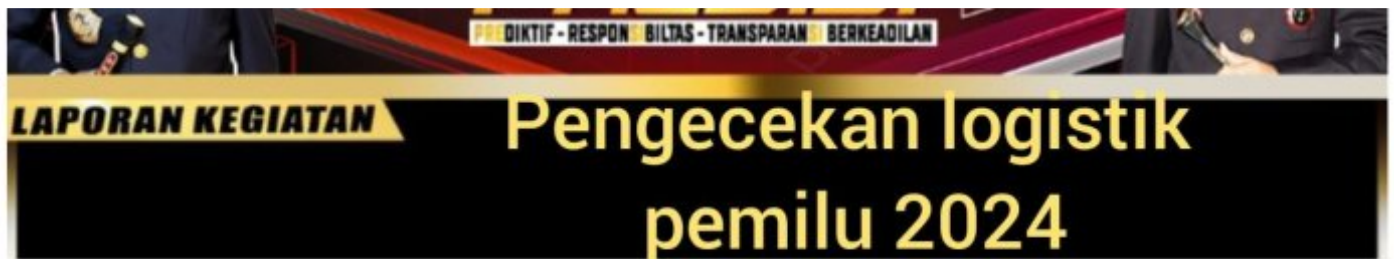 PREDIKTIF - RESPONSIBILTAS - TRANSPARANSI BERKEADILAN
LAPORAN KEGIATAN
Pengecekan logistik
pemilu 2024